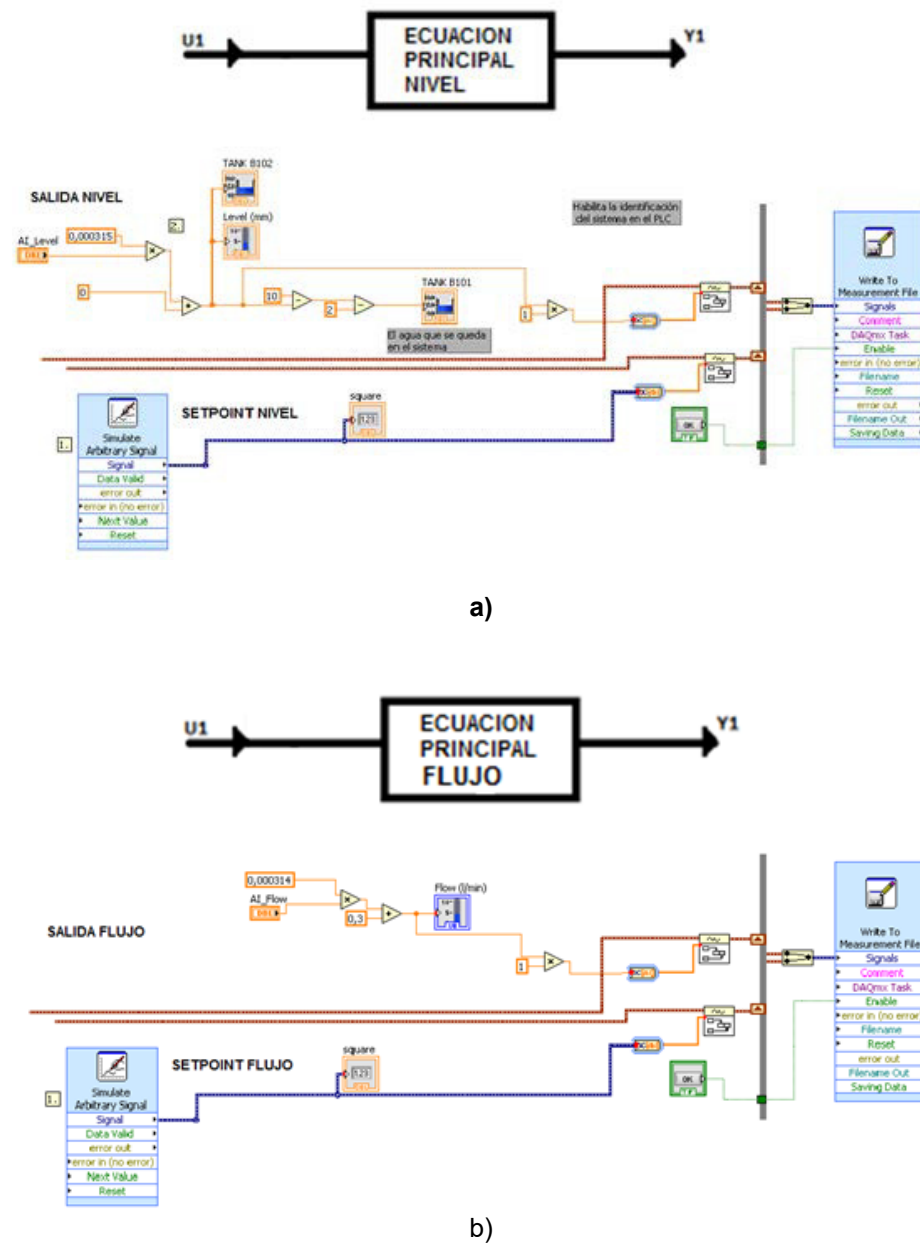 U1
ECUACION
PRINCIPAL
NIVEL
Y1
TANK B102
SALIDA NIVEL
2.
Level (mm)
Habilita la identificación
del sistema en el PLC
AI_Level
0,000315
Write To
Measurement File
Signals
Comment
DAQmx Task
Enable
error in (no error)
Filename
Reset
error out
Filename Out
Saving Data
0
10
2
TANK B101
1
El agua que se queda
en el sistema
square
123
SETPOINT NIVEL
OK
1.
Simulate
Arbitrary Signal
Signal
Data Valid
error out
error in (no error)
Next Value
Reset
a)
U1
ECUACION
PRINCIPAL
FLUJO
Y1
0,000314
AI_Flow
Flow (l/min)
0,3
SALIDA FLUJO
1
Write To
Measurement File
Signals
Comment
DAQmx Task
Enable
error in (no error)
Filename
Reset
error out
Filename Out
Saving Data
square
123
SETPOINT FLUJO
OK
1.
Simulate
Arbitrary Signal
Signal
Data Valid
error out
error in (no error)
Next Value
Reset
b)